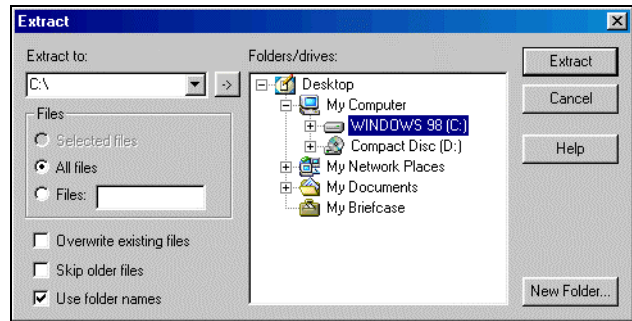 Extract
Extract to:
C:\
->
Files
Selected files
All files
Files:
Overwrite existing files
Skip older files
Use folder names
Folders/drives:
Desktop
My Computer
WINDOWS 98 (C:)
Compact Disc (D:)
My Network Places
My Documents
My Briefcase
Extract
Cancel
Help
New Folder...